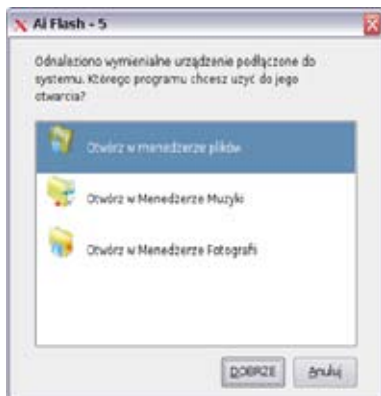 Ai Flash - 5
Odnaleziono wymienialne urządzenie podłączone do
systemu. Którego programu chcesz użyć do jego
otwarcia?
Otwórz w menedżerze plików
Otwórz w Menedżerze Muzyki
Otwórz w Menedżerze Fotografii
DOBRZE
Anuluj